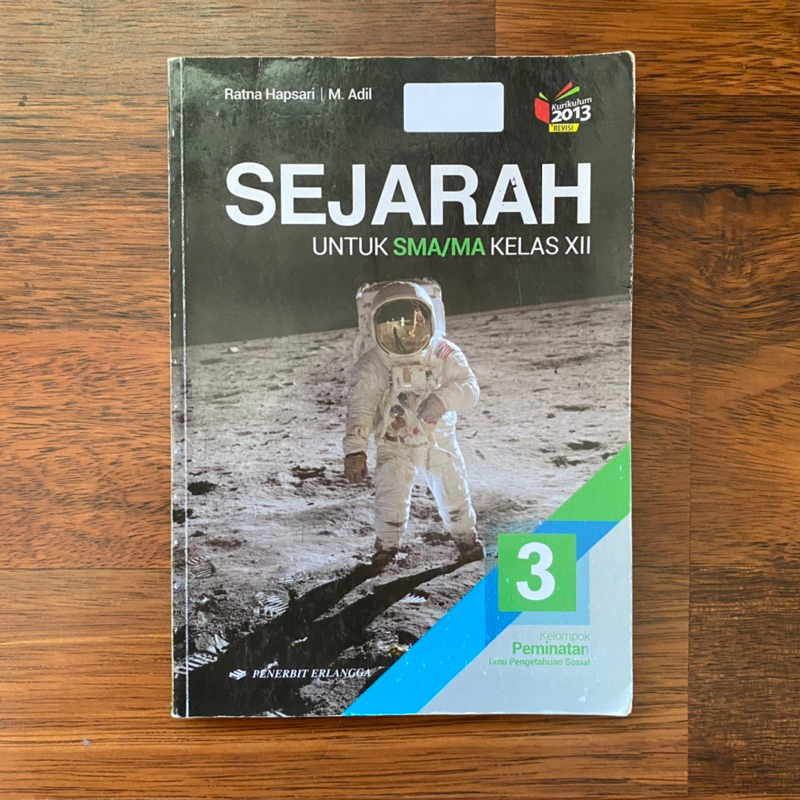 Ratna Hapsari | M. Adil
Kurikulum
2013
REVISI
SEJARAH
UNTUK SMA/MA KELAS XII
3
Kelompok
Peminatan
Ilmu Pengetahuan Sosial
PENERBIT ERLANGGA